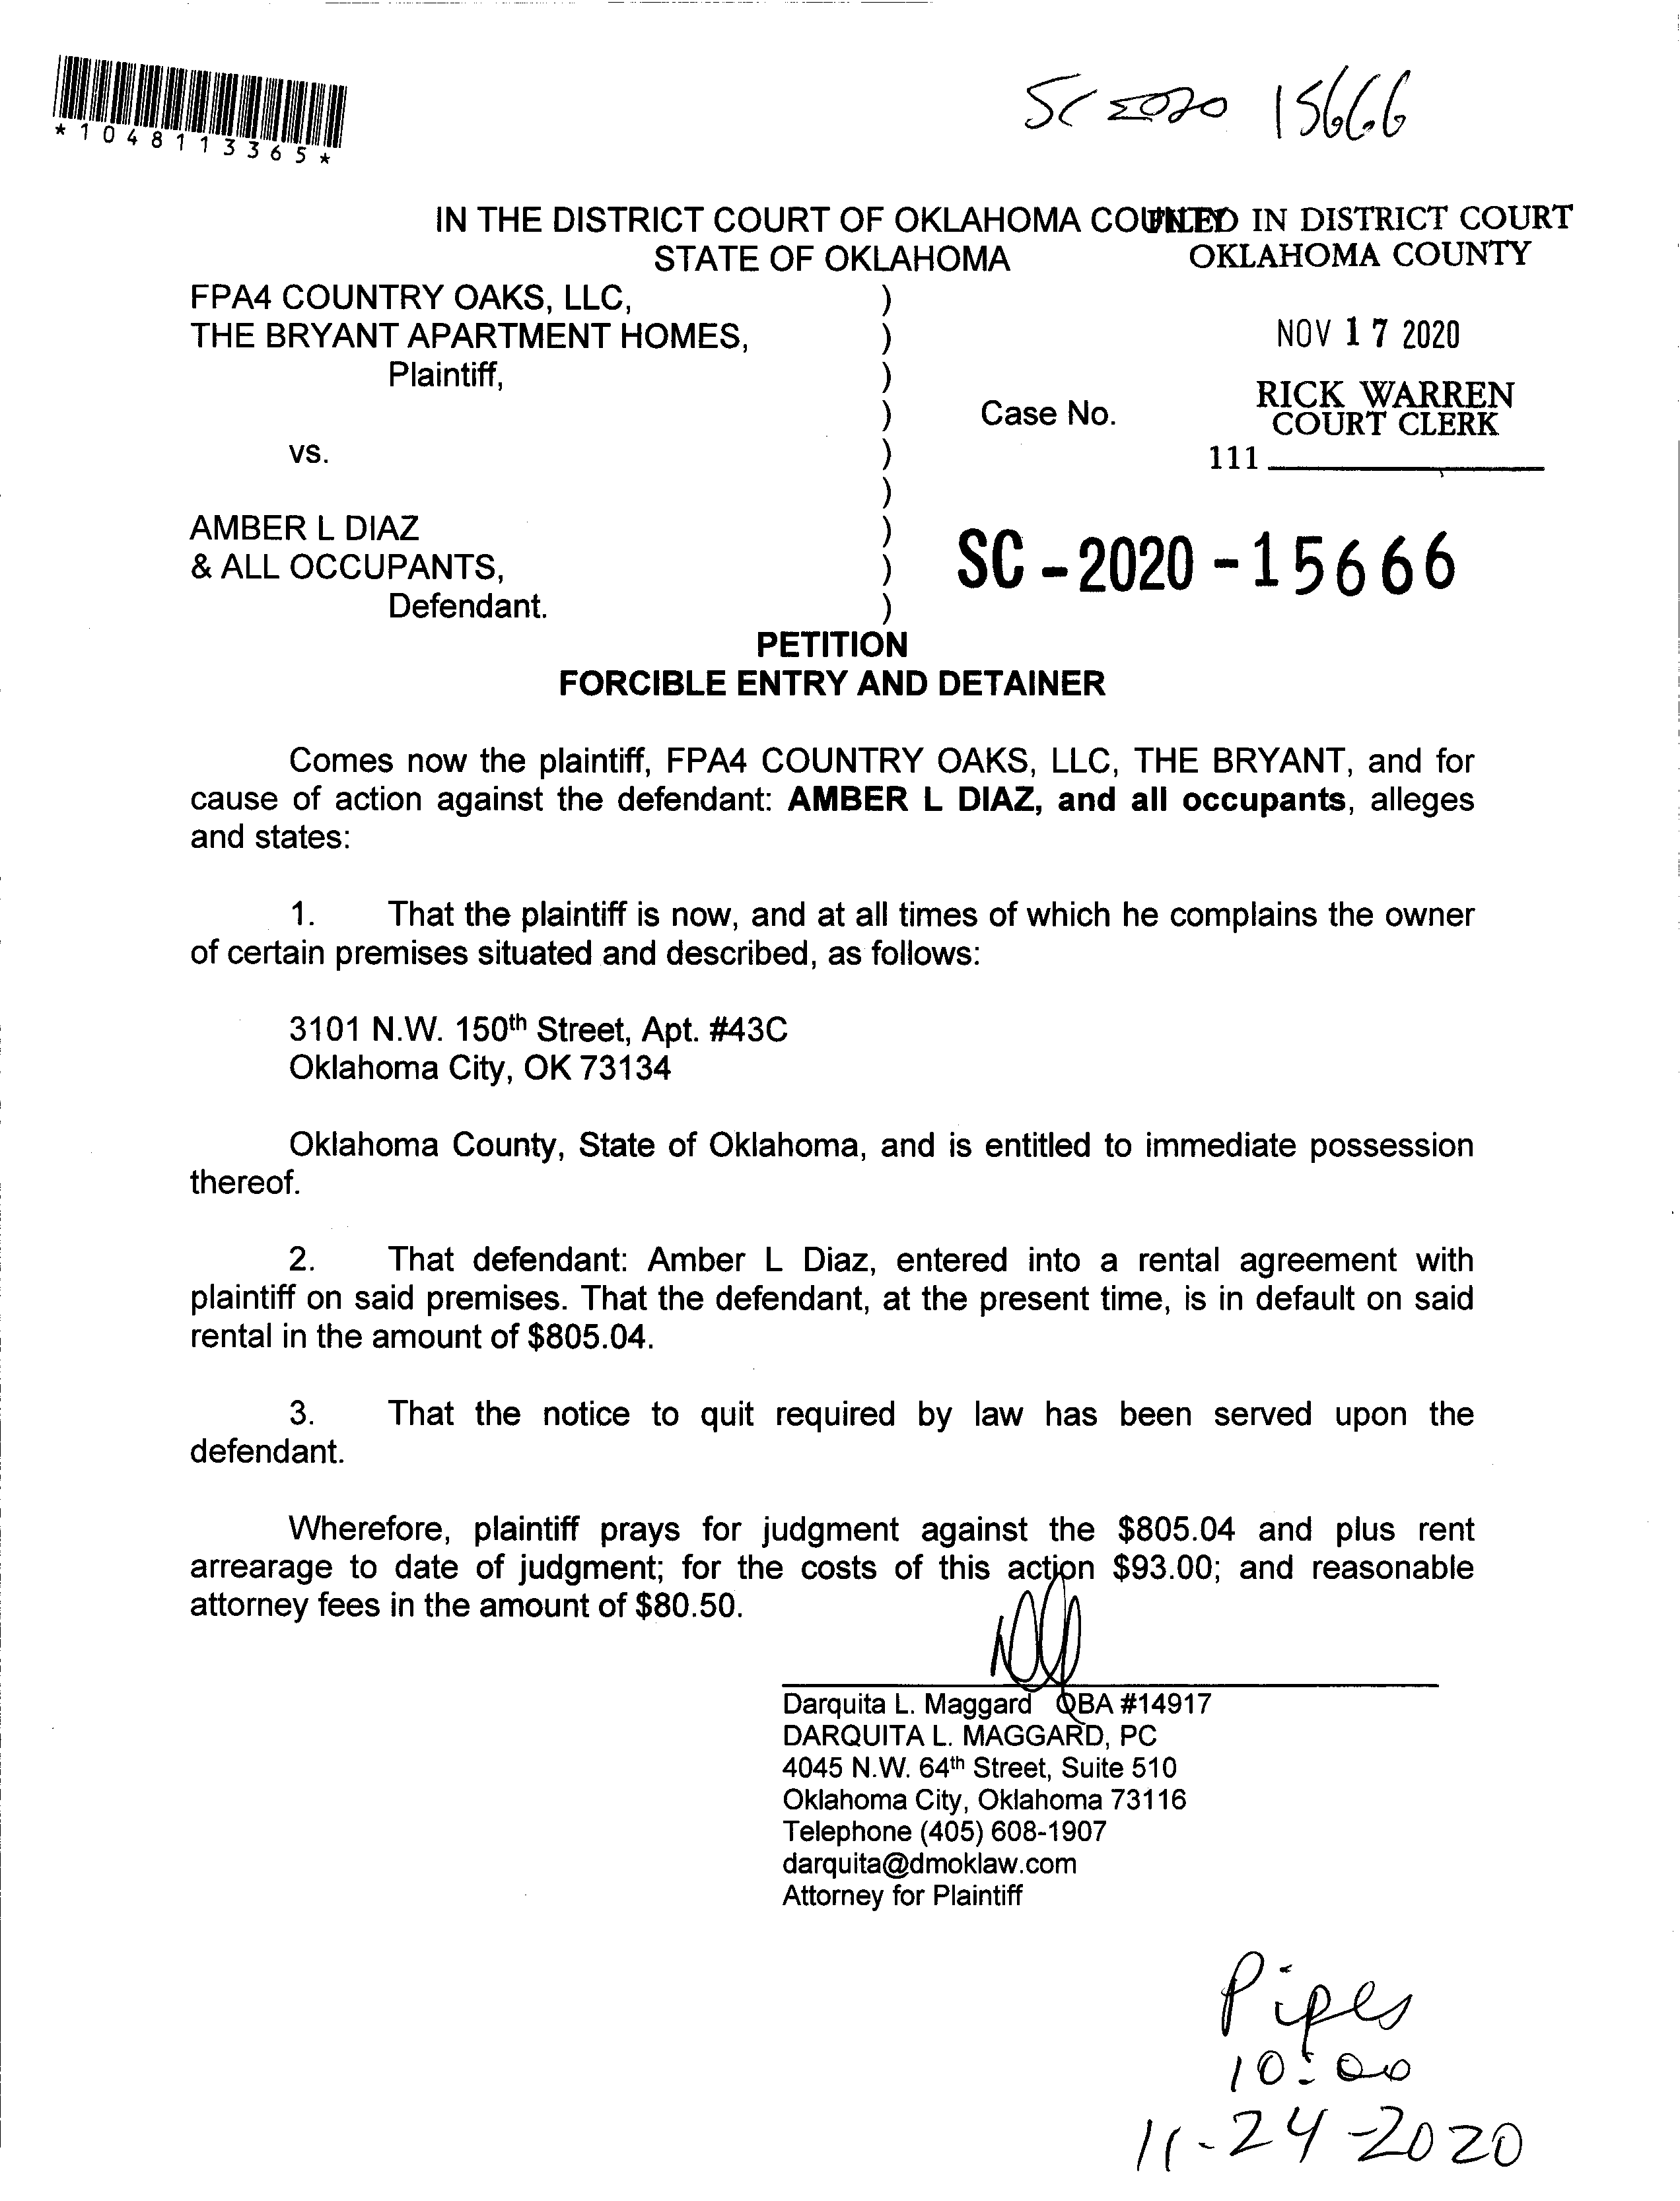 *1048113365*
SC 2020 15666
IN THE DISTRICT COURT OF OKLAHOMA COUNTY
FILED IN DISTRICT COURT
STATE OF OKLAHOMA
OKLAHOMA COUNTY
FPA4 COUNTRY OAKS, LLC, )
THE BRYANT APARTMENT HOMES, )
NOV 17 2020
Plaintiff, )
RICK WARREN
) Case No.
COURT CLERK
vs. )
111
)
AMBER L DIAZ )
& ALL OCCUPANTS, )
SC-2020-15666
Defendant. )
PETITION
FORCIBLE ENTRY AND DETAINER
Comes now the plaintiff, FPA4 COUNTRY OAKS, LLC, THE BRYANT, and for
cause of action against the defendant: AMBER L DIAZ, and all occupants, alleges
and states:
1. That the plaintiff is now, and at all times of which he complains the owner
of certain premises situated and described, as follows:
3101 N.W. 150th Street, Apt. #43C
Oklahoma City, OK 73134
Oklahoma County, State of Oklahoma, and is entitled to immediate possession
thereof.
2. That defendant: Amber L Diaz, entered into a rental agreement with
plaintiff on said premises. That the defendant, at the present time, is in default on said
rental in the amount of $805.04.
3. That the notice to quit required by law has been served upon the
defendant.
Wherefore, plaintiff prays for judgment against the $805.04 and plus rent
arrearage to date of judgment; for the costs of this action $93.00; and reasonable
attorney fees in the amount of $80.50.
Darquita L. Maggard OBA #14917
DARQUITA L. MAGGARD, PC
4045 N.W. 64th Street, Suite 510
Oklahoma City, Oklahoma 73116
Telephone (405) 608-1907
darquita@dmoklaw.com
Attorney for Plaintiff
Pipes
10:00
11-24-2020